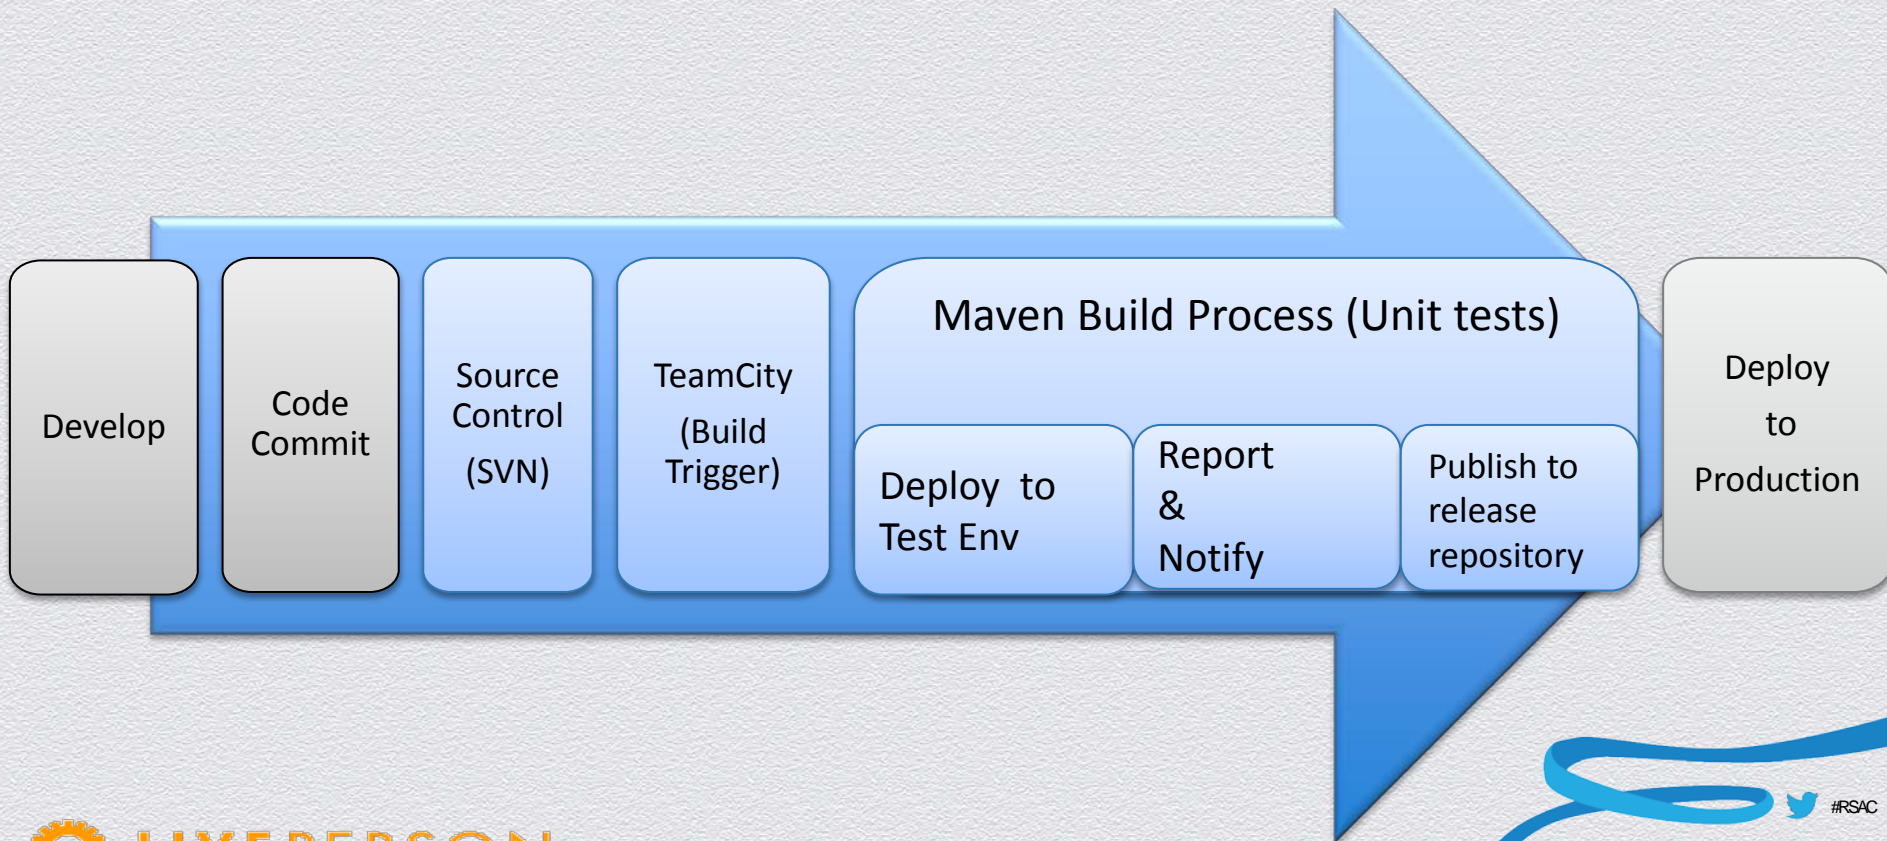 Develop
Code
Commit
Source
Control
(SVN)
TeamCity
(Build
Trigger)
Maven Build Process (Unit tests)
Deploy to
Test Env
Report
&
Notify
Publish to
release
repository
Deploy
to
Production
LIVEPERSON
#RSAC